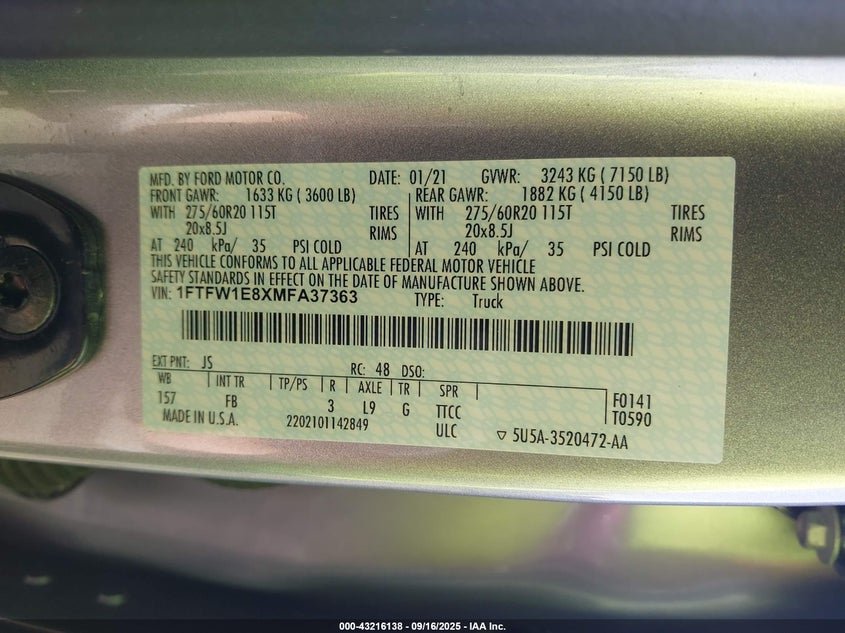 MFD. BY FORD MOTOR CO. DATE: 01/21 GVWR: 3243 KG ( 7150 LB)
FRONT GAWR: 1633 KG ( 3600 LB) REAR GAWR: 1882 KG ( 4150 LB)
WITH 275/60R20 115T TIRES WITH 275/60R20 115T TIRES
20x8.5J RIMS 20x8.5J RIMS
AT 240 kPa/ 35 PSI COLD AT 240 kPa/ 35 PSI COLD
THIS VEHICLE CONFORMS TO ALL APPLICABLE FEDERAL MOTOR VEHICLE
SAFETY STANDARDS IN EFFECT ON THE DATE OF MANUFACTURE SHOWN ABOVE.
VIN: 1FTFW1E8XMFA37363 TYPE: Truck
EXT PNT: JS RC: 48 DSO:
WB INT TR TP/PS R AXLE TR SPR F0141
157 FB 3 L9 G TTCC T0590
MADE IN U.S.A. 2202101142849 ULC 5U5A-3520472-AA
000-43216138 - 09/16/2025 - IAA Inc.